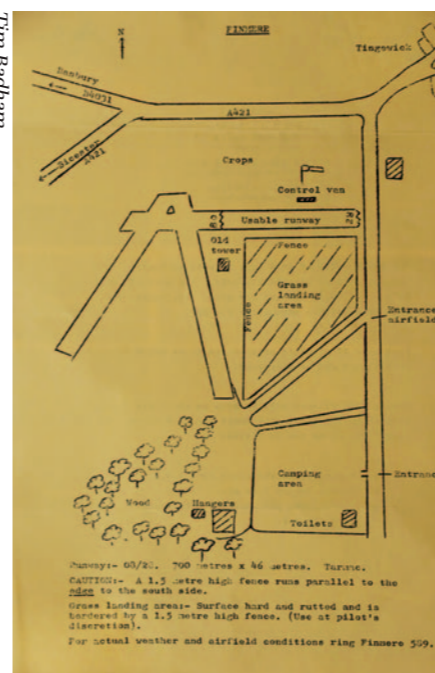 Tim Badham
FINMERE
N
Tingewick
Banbury
A4031
A421
Bicester
A421
Crops
Control van
Usable runway
Old
tower
Fence
Grass
landing
area
Fence
Entrance
airfield
Camping
area
Entrance
Wood
Hangers
Toilets
Runway:- 08/28. 700 metres x 46 metres. Tarmac.
CAUTION:- A 1.5 metre high fence runs parallel to the
edge to the south side.
Grass landing area:- Surface hard and rutted and is
bordered by a 1.5 metre high fence. (Use at pilot's
discretion).
For actual weather and airfield conditions ring Finmere 509.